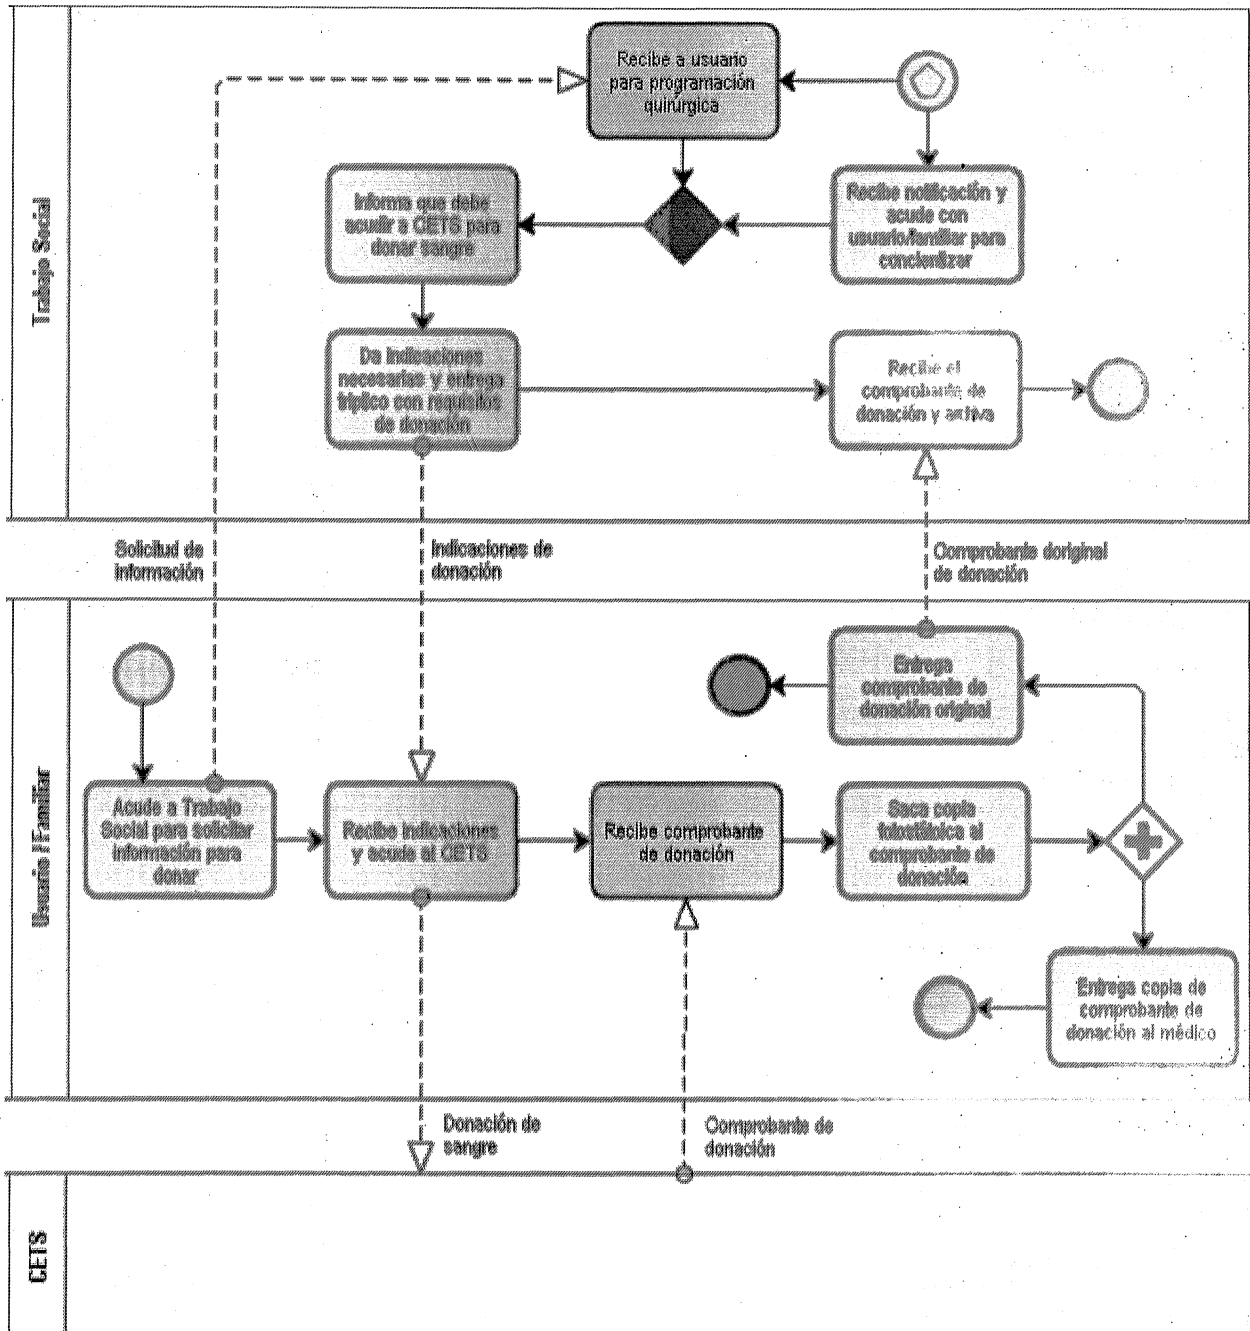 Trabajo Social
Recibe a usuario
para programación
quirúrgica
Informa que debe
acudir a CETS para
donar sangre
Recibe notificación y
acude con
usuario/familiar para
concientizar
Da indicaciones
necesarias y entrega
tríptico con requisitos
de donación
Recibe el
comprobante de
donación y archiva
Solicitud de
información
Indicaciones de
donación
Comprobante doriginal
de donación
Usuario / Familiar
Entrega
comprobante de
donación original
Acude a Trabajo
Social para solicitar
información para
donar
Recibe indicaciones
y acude al CETS
Recibe comprobante
de donación
Saca copia
fotostática al
comprobante de
donación
Entrega copia de
comprobante de
donación al médico
Donación de
sangre
Comprobante de
donación
CETS